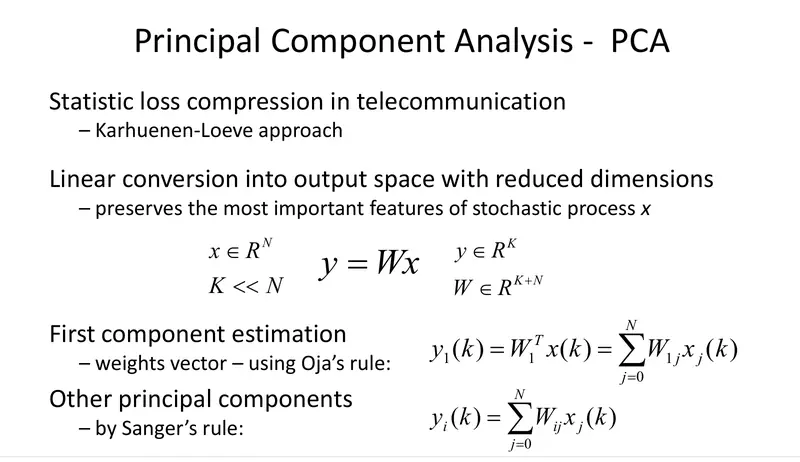 Principal Component Analysis - PCA
Statistic loss compression in telecommunication
– Karhuenen-Loeve approach
Linear conversion into output space with reduced dimensions
– preserves the most important features of stochastic process x
x ∈ R^N
K << N
y = Wx
y ∈ R^K
W ∈ R^{K+N}
First component estimation
– weights vector – using Oja's rule:
y_1(k) = W_1^T x(k) = \sum_{j=0}^{N} W_{1j} x_j(k)
Other principal components
– by Sanger's rule:
y_i(k) = \sum_{j=0}^{N} W_{ij} x_j(k)